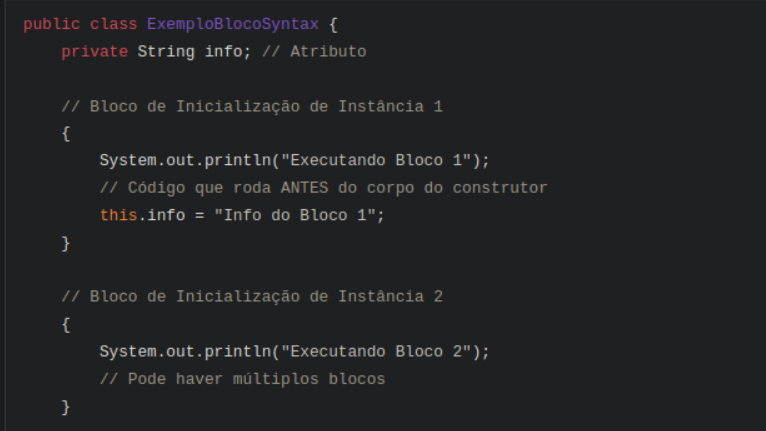 public class ExemploBlocoSyntax {
    private String info; // Atributo
    // Bloco de Inicialização de Instância 1
    {
        System.out.println("Executando Bloco 1");
        // Código que roda ANTES do corpo do construtor
        this.info = "Info do Bloco 1";
    }
    // Bloco de Inicialização de Instância 2
    {
        System.out.println("Executando Bloco 2");
        // Pode haver múltiplos blocos
    }